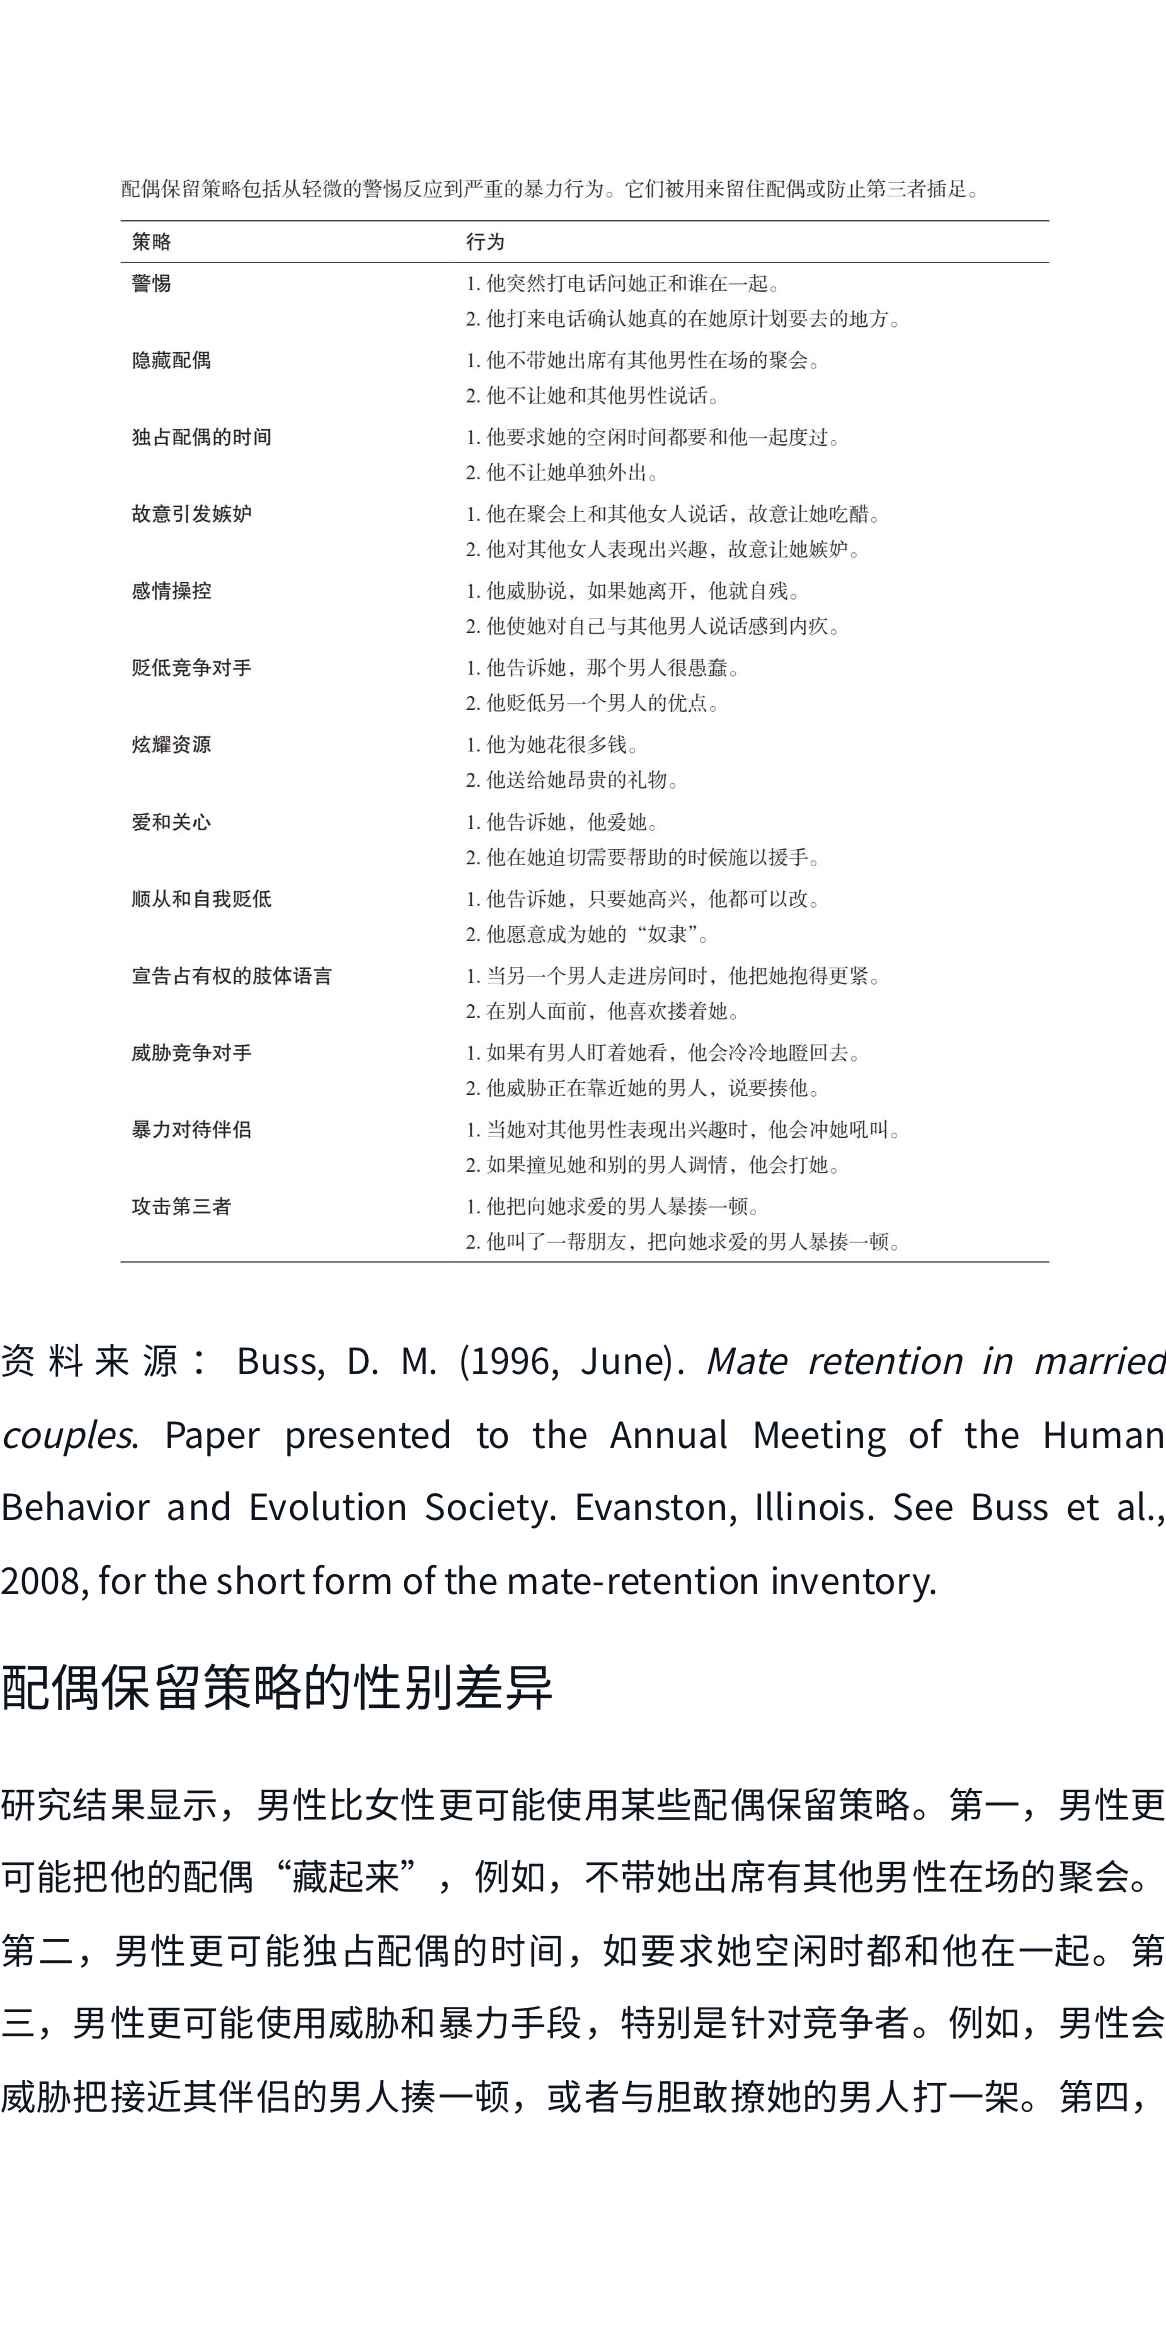 配偶保留策略包括从轻微的警惕反应到严重的暴力行为。它们被用来留住配偶或防止第三者插足。
策略 行为
警惕 1. 他突然打电话问她正和谁在一起。
2. 他打来电话确认她真的在她原计划要去的地方。
隐藏配偶 1. 他不带她出席有其他男性在场的聚会。
2. 他不让她和其他男性说话。
独占配偶的时间 1. 他要求她的空闲时间都要和他一起度过。
2. 他不让她单独外出。
故意引发嫉妒 1. 他在聚会上和其他女人说话，故意让她吃醋。
2. 他对其他女人表现出兴趣，故意让她嫉妒。
感情操控 1. 他威胁说，如果她离开，他就自残。
2. 他使她对自己与其他男人说话感到内疚。
贬低竞争对手 1. 他告诉她，那个男人很愚蠢。
2. 他贬低另一个男人的优点。
炫耀资源 1. 他为她花很多钱。
2. 他送给她昂贵的礼物。
爱和关心 1. 他告诉她，他爱她。
2. 他在她迫切需要帮助的时候施以援手。
顺从和自我贬低 1. 他告诉她，只要她高兴，他都可以改。
2. 他愿意成为她的“奴隶”。
宣告占有权的肢体语言 1. 当另一个男人走进房间时，他把她抱得更紧。
2. 在别人面前，他喜欢搂着她。
威胁竞争对手 1. 如果有男人盯着她看，他会冷冷地瞪回去。
2. 他威胁正在靠近她的男人，说要揍他。
暴力对待伴侣 1. 当她对其他男性表现出兴趣时，他会冲她吼叫。
2. 如果撞见她和别的男人调情，他会打她。
攻击第三者 1. 他把向她求爱的男人暴揍一顿。
2. 他叫了一帮朋友，把向她求爱的男人暴揍一顿。
资料来源：Buss, D. M. (1996, June). Mate retention in married
couples. Paper presented to the Annual Meeting of the Human
Behavior and Evolution Society. Evanston, Illinois. See Buss et al.,
2008, for the short form of the mate-retention inventory.
配偶保留策略的性别差异
研究结果显示，男性比女性更可能使用某些配偶保留策略。第一，男性更
可能把他的配偶“藏起来”，例如，不带她出席有其他男性在场的聚会。
第二，男性更可能独占配偶的时间，如要求她空闲时都和他在一起。第
三，男性更可能使用威胁和暴力手段，特别是针对竞争者。例如，男性会
威胁把接近其伴侣的男人揍一顿，或者与胆敢撩她的男人打一架。第四，